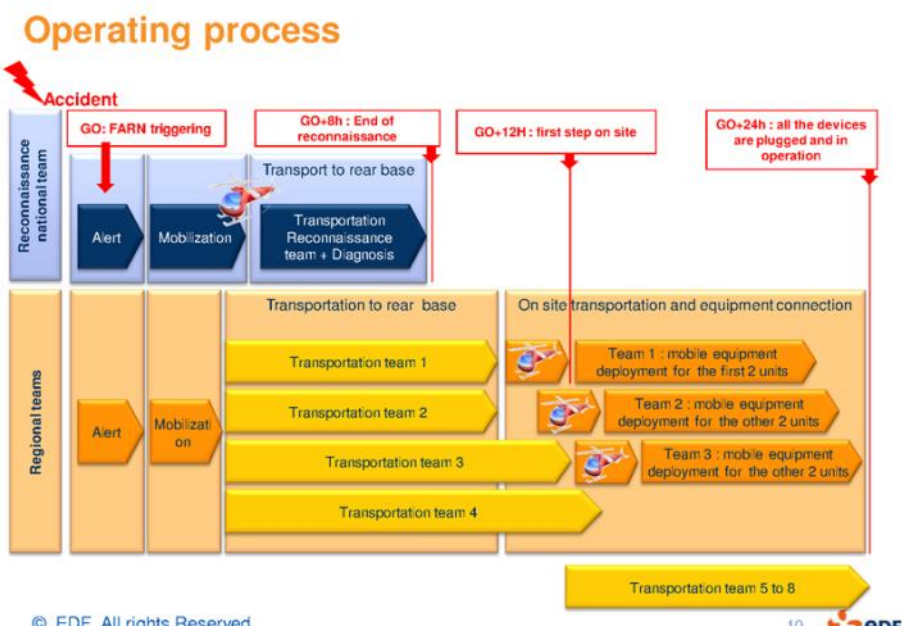 Operating process
Accident
GO: FARN triggering
GO+8h : End of
reconnaissance
GO+12H : first step on site
GO+24h : all the devices
are plugged and in
operation
Reconnaissance
national team
Transport to rear base
Alert
Mobilization
Transportation
Reconnaissance
team + Diagnosis
Regional teams
Transportation to rear base
On site transportation and equipment connection
Alert
Mobilizati
on
Transportation team 1
Team 1 : mobile equipment
deployment for the first 2 units
Transportation team 2
Team 2 : mobile equipment
deployment for the other 2 units
Transportation team 3
Team 3 : mobile equipment
deployment for the other 2 units
Transportation team 4
Transportation team 5 to 8
© EDF All rights Reserved
10
EDF